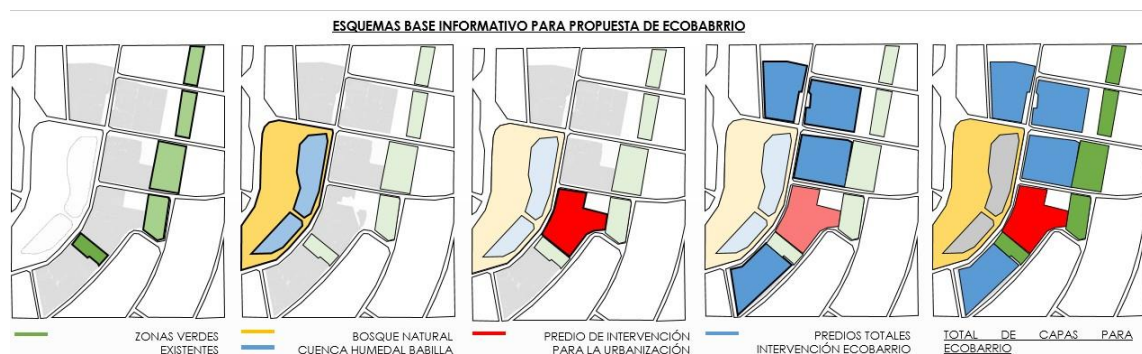 ESQUEMAS BASE INFORMATIVO PARA PROPUESTA DE ECOBABRRIO
ZONAS VERDES
EXISTENTES
BOSQUE NATURAL
CUENCA HUMEDAL BABILLA
PREDIO DE INTERVENCIÓN
PARA LA URBANIZACIÓN
PREDIOS TOTALES
INTERVENCIÓN ECOBARRIO
TOTAL DE CAPAS PARA
ECOBARRIO